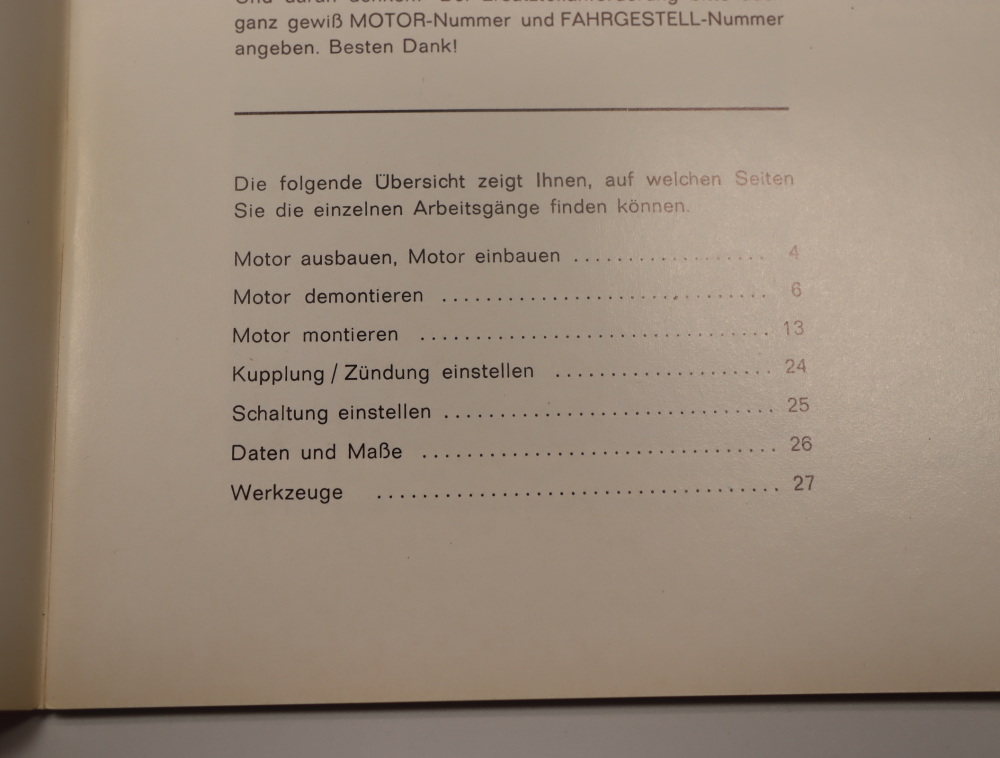 ganz gewiß MOTOR-Nummer und FAHRGESTELL-Nummer
angeben. Besten Dank!
Die folgende Übersicht zeigt Ihnen, auf welchen Seiten
Sie die einzelnen Arbeitsgänge finden können.
Motor ausbauen, Motor einbauen ..................... 4
Motor demontieren .............................. 6
Motor montieren ................................ 13
Kupplung / Zündung einstellen .................... 24
Schaltung einstellen .............................. 25
Daten und Maße ................................ 26
Werkzeuge ..................................... 27